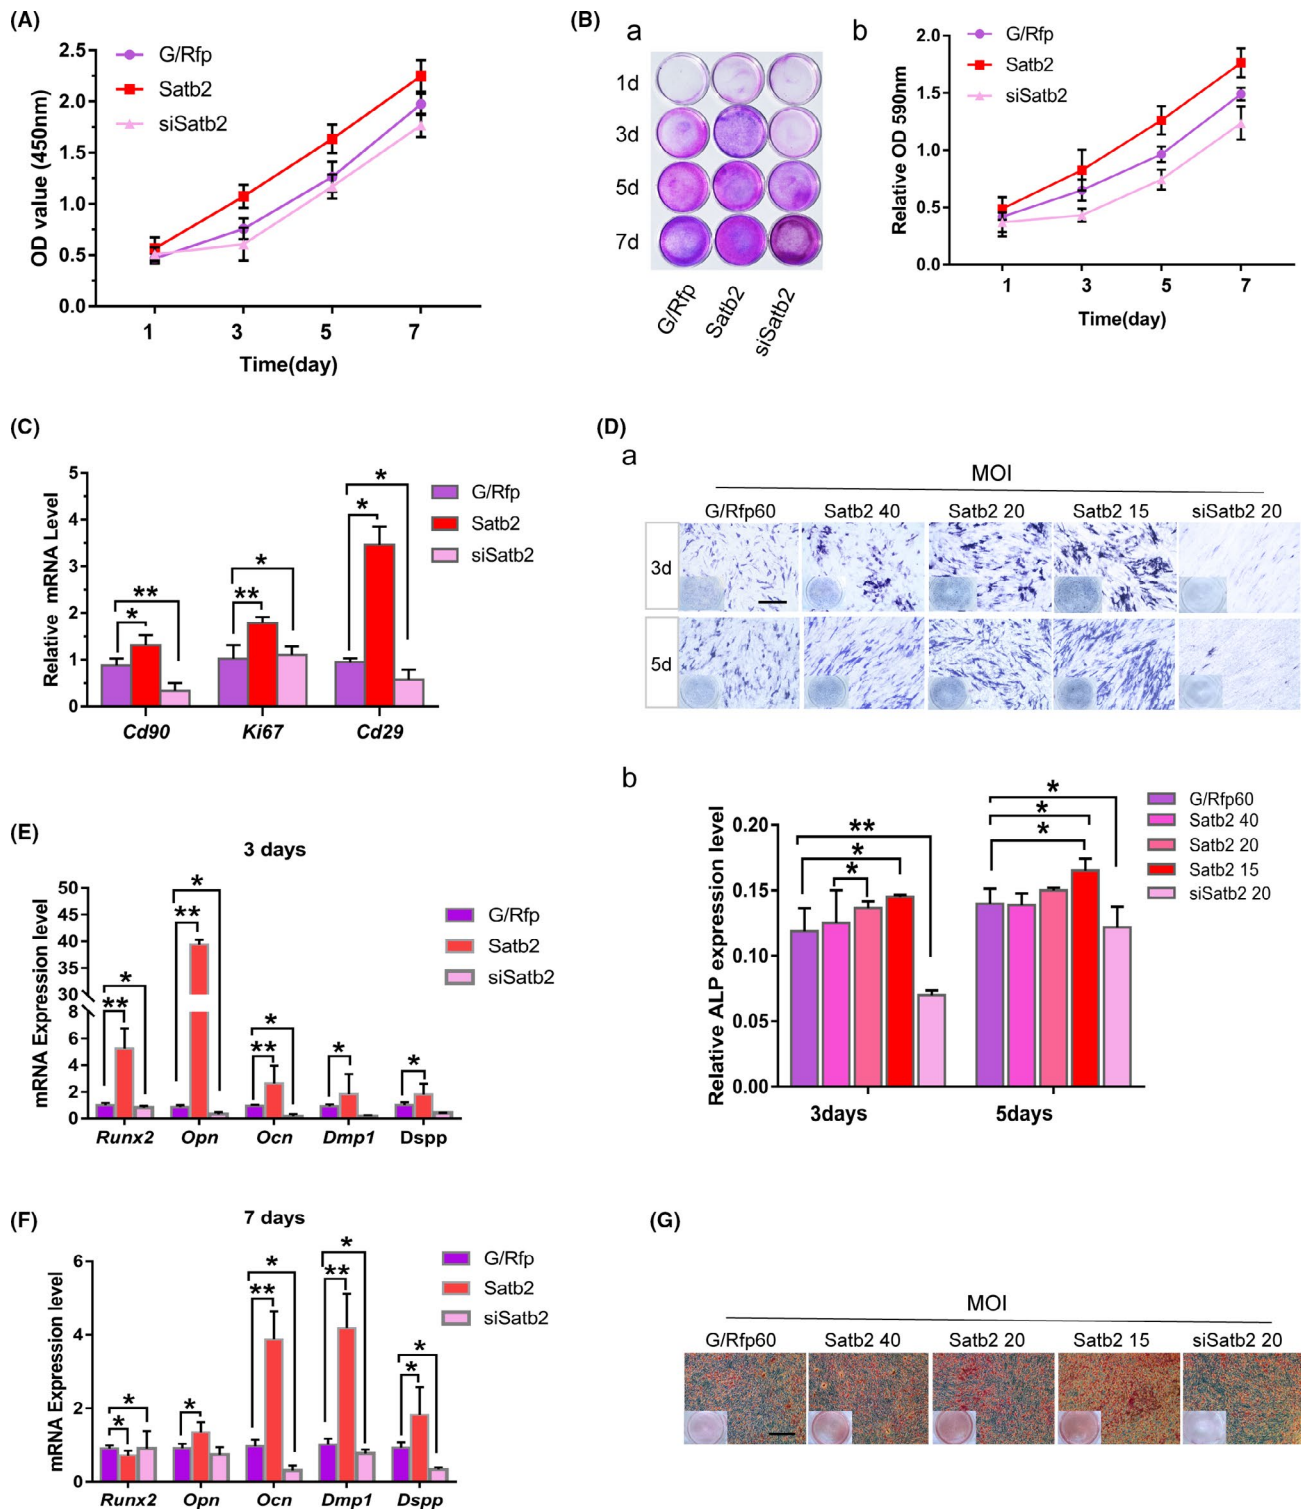 (A)
2.5
2.0
1.5
1.0
0.5
0.0
OD value (450nm)
G/Rfp
Satb2
siSatb2
1 3 5 7
Time(day)
(B)
a
1d
3d
5d
7d
G/Rfp Satb2 siSatb2
b
2.0
1.5
1.0
0.5
0.0
Relative OD 590nm
G/Rfp
Satb2
siSatb2
1 3 5 7
Time(day)
(C)
5
4
3
2
1
0
Relative mRNA Level
G/Rfp
Satb2
siSatb2
**
*
*
**
*
*
Cd90 Ki67 Cd29
(D)
a
MOI
G/Rfp60 Satb2 40 Satb2 20 Satb2 15 siSatb2 20
3d
5d
b
0.20
0.15
0.10
0.05
0.00
Relative ALP expression level
G/Rfp60
Satb2 40
Satb2 20
Satb2 15
siSatb2 20
**
*
*
*
*
*
3days 5days
(E)
3 days
50
45
40
35
30
8
6
4
2
0
mRNA Expression level
G/Rfp
Satb2
siSatb2
*
**
*
**
*
**
*
*
Runx2 Opn Ocn Dmp1 Dspp
(F)
7 days
6
4
2
0
mRNA Expression level
G/Rfp
Satb2
siSatb2
*
*
*
*
**
*
**
*
*
Runx2 Opn Ocn Dmp1 Dspp
(G)
MOI
G/Rfp60 Satb2 40 Satb2 20 Satb2 15 siSatb2 20